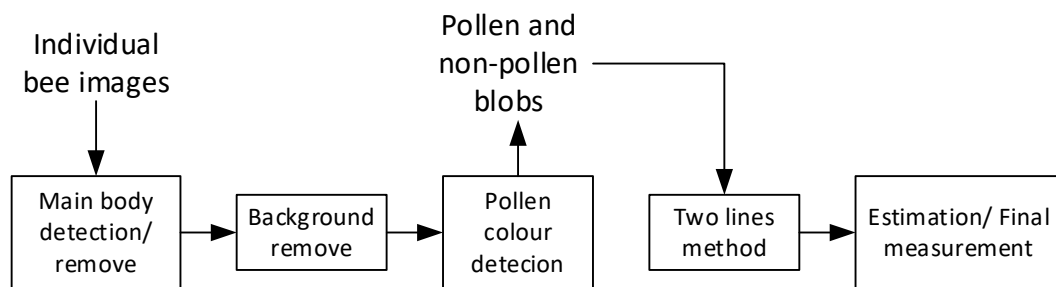 Individual
bee images
Main body
detection/
remove
Background
remove
Pollen
colour
detecion
Pollen and
non-pollen
blobs
Two lines
method
Estimation/ Final
measurement